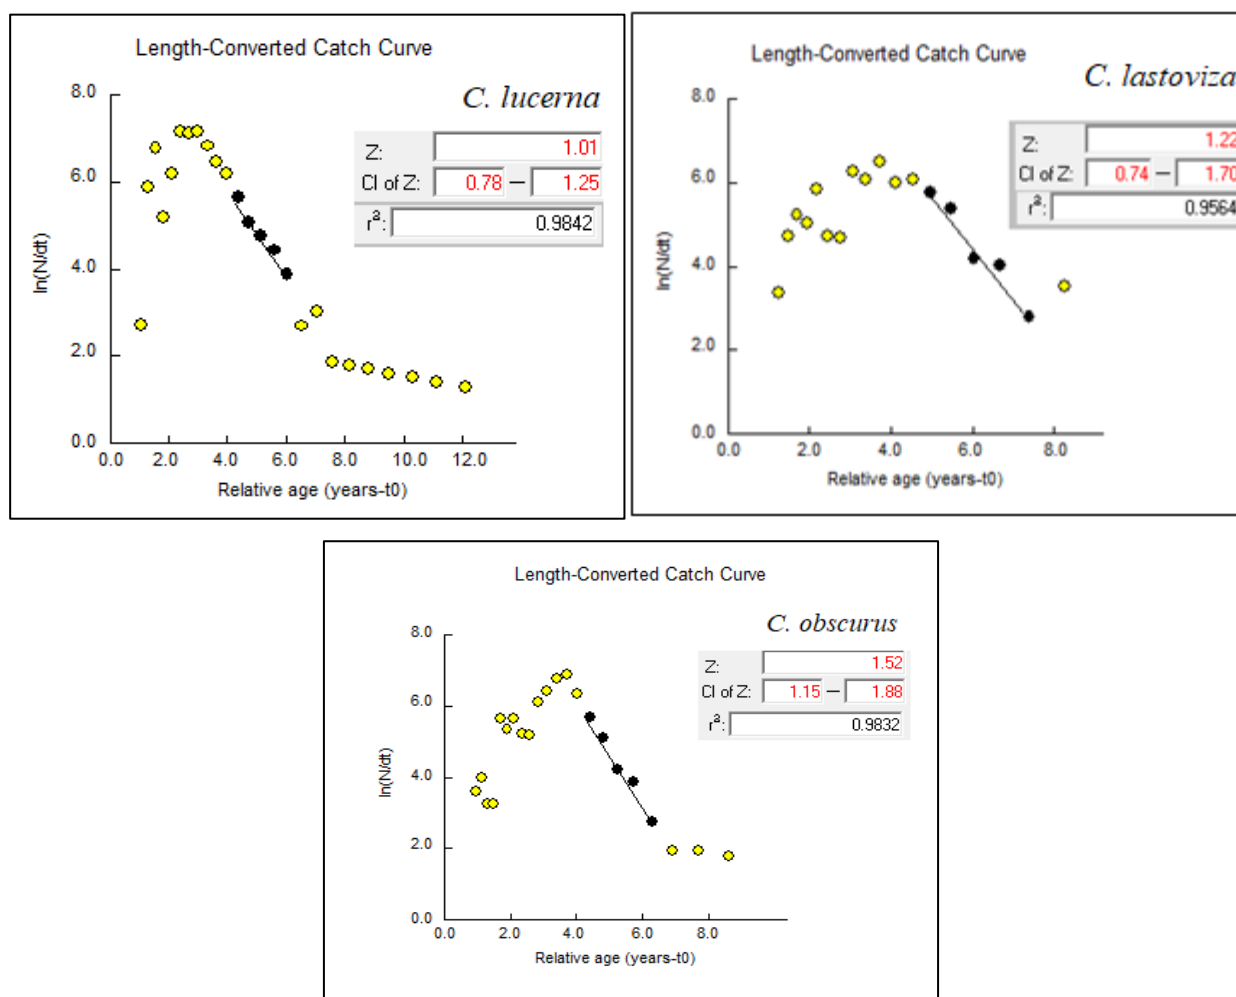 Length-Converted Catch Curve
C. lucerna
Z: 1.01
CI of Z: 0.78 — 1.25
r²: 0.9842
ln(N/dt)
8.0
6.0
4.0
2.0
0.0
0.0 2.0 4.0 6.0 8.0 10.0 12.0
Relative age (years-t0)
Length-Converted Catch Curve
C. lastoviza
Z: 1.22
CI of Z: 0.74 — 1.70
r²: 0.9564
ln(N/dt)
8.0
6.0
4.0
2.0
0.0
0.0 2.0 4.0 6.0 8.0
Relative age (years-t0)
Length-Converted Catch Curve
C. obscurus
Z: 1.52
CI of Z: 1.15 — 1.88
r²: 0.9832
ln(N/dt)
8.0
6.0
4.0
2.0
0.0
0.0 2.0 4.0 6.0 8.0
Relative age (years-t0)